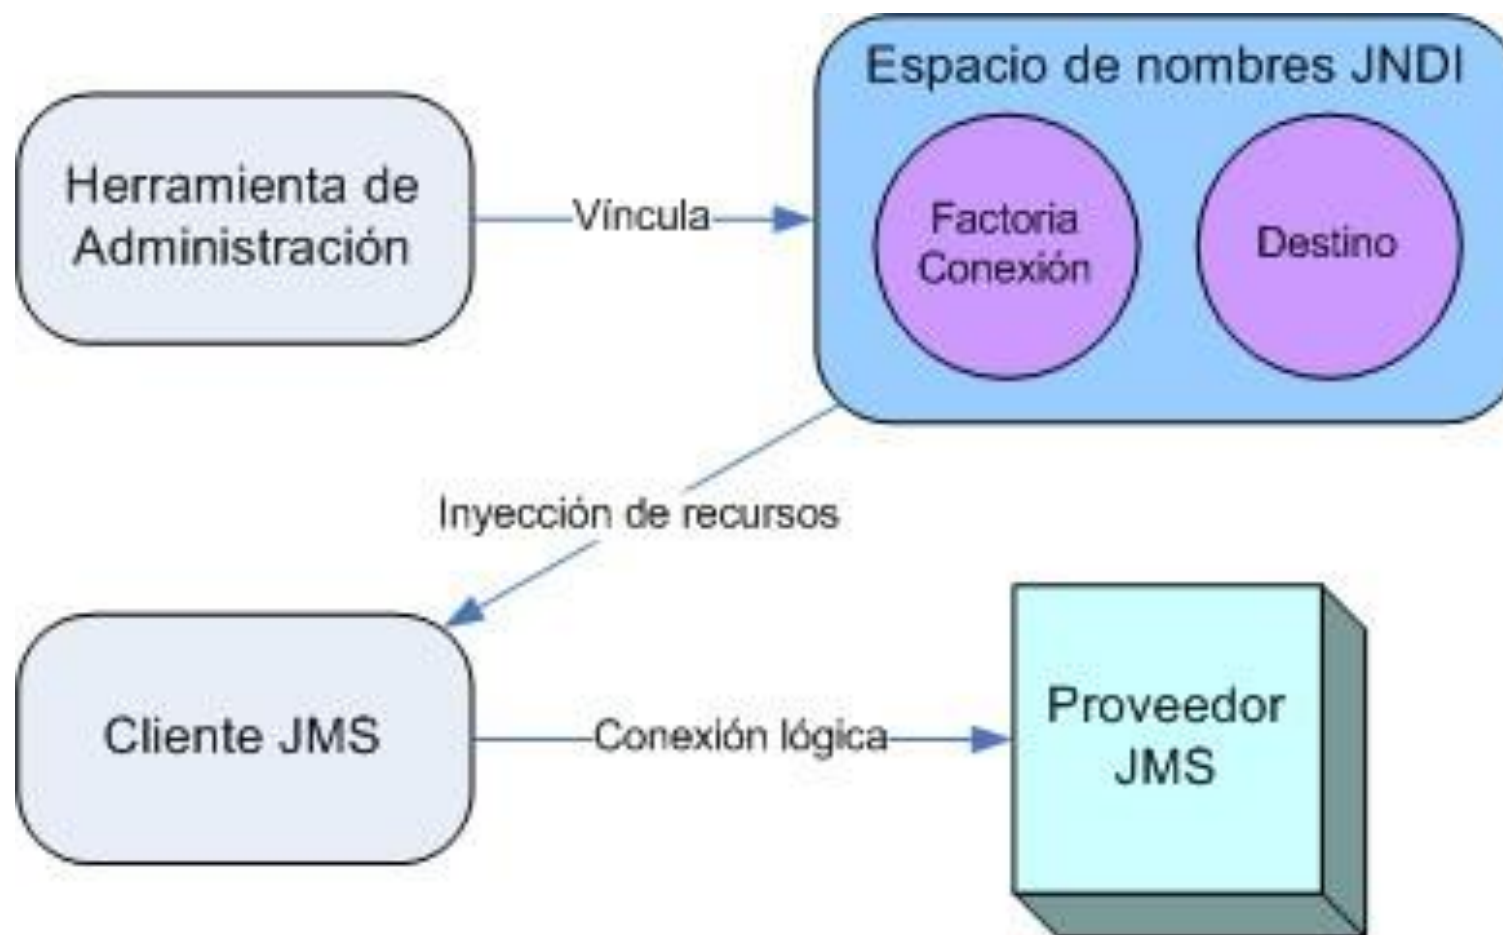 Espacio de nombres JNDI
Herramienta de
Administración
Víncula
Factoria
Conexión
Destino
Inyección de recursos
Cliente JMS
Conexión lógica
Proveedor
JMS